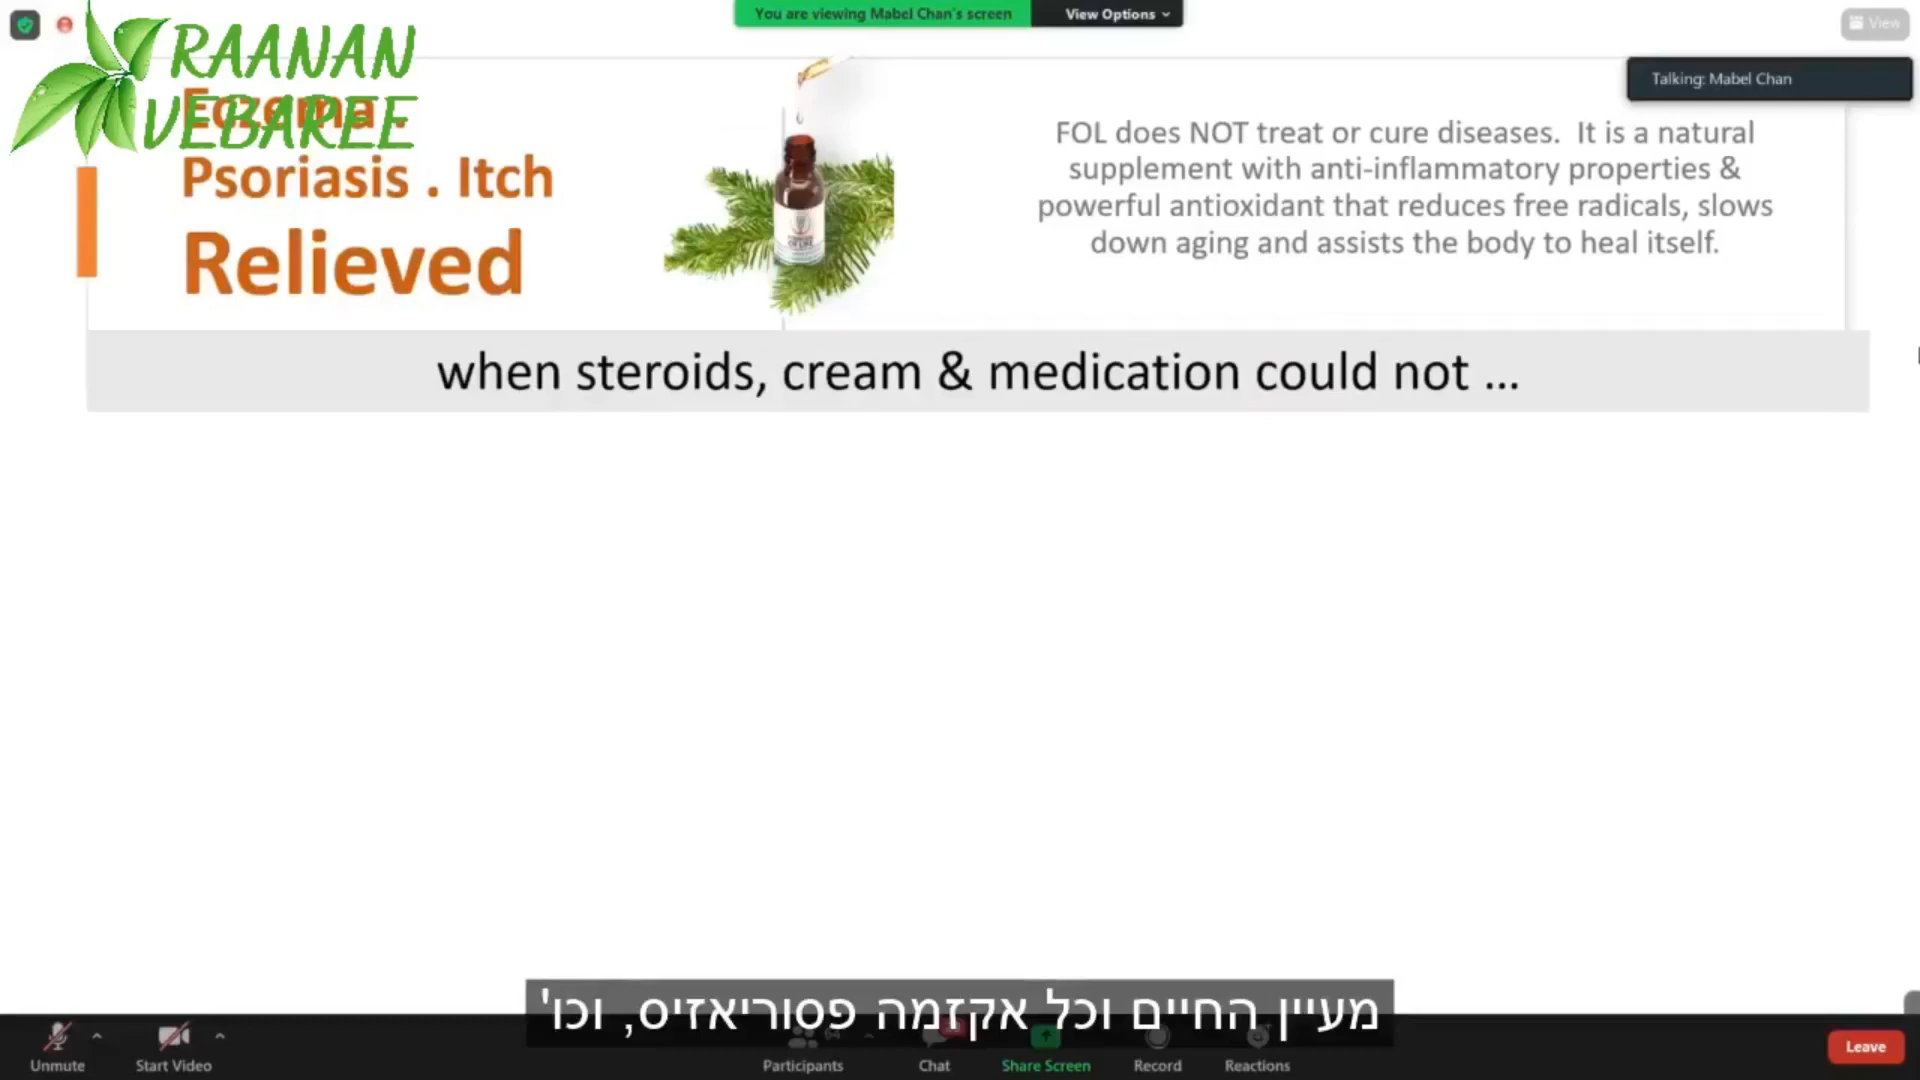 You are viewing Mabel Chan's screen
View Options
View
RAANAN
VEBAREE
Talking: Mabel Chan
Eczema .
Psoriasis . Itch
Relieved
FOL does NOT treat or cure diseases. It is a natural
supplement with anti-inflammatory properties &
powerful antioxidant that reduces free radicals, slows
down aging and assists the body to heal itself.
when steroids, cream & medication could not ...
מעיין החיים וכל אקזמה פסוריאזיס, וכו'
Unmute
Start Video
Participants
Chat
Share Screen
Record
Reactions
Leave